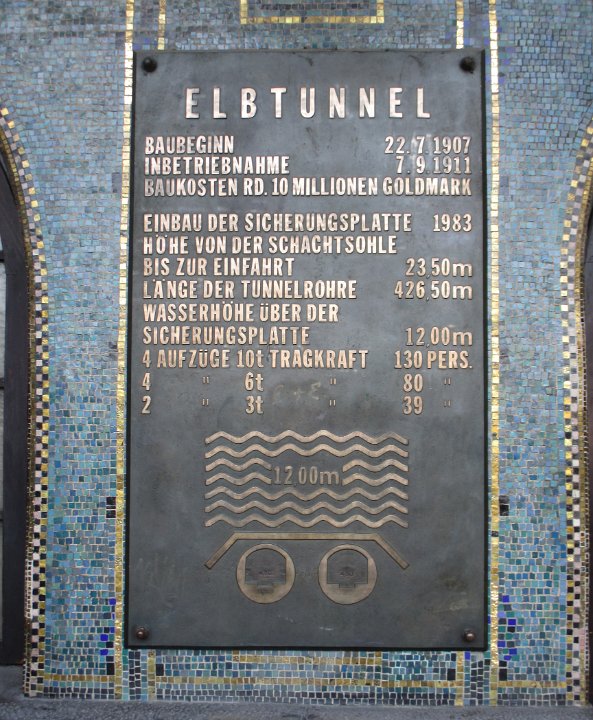 ELBTUNNEL
BAUBEGINN 22.7.1907
INBETRIEBNAHME 7.9.1911
BAUKOSTEN RD. 10 MILLIONEN GOLDMARK
EINBAU DER SICHERUNGSPLATTE 1983
HÖHE VON DER SCHACHTSOHLE
BIS ZUR EINFAHRT 23,50m
LÄNGE DER TUNNELROHRE 426,50m
WASSERHÖHE ÜBER DER
SICHERUNGSPLATTE 12,00m
4 AUFZÜGE 10t TRAGKRAFT 130 PERS.
4 " 6t " 80 "
2 " 3t " 39 "
12,00m